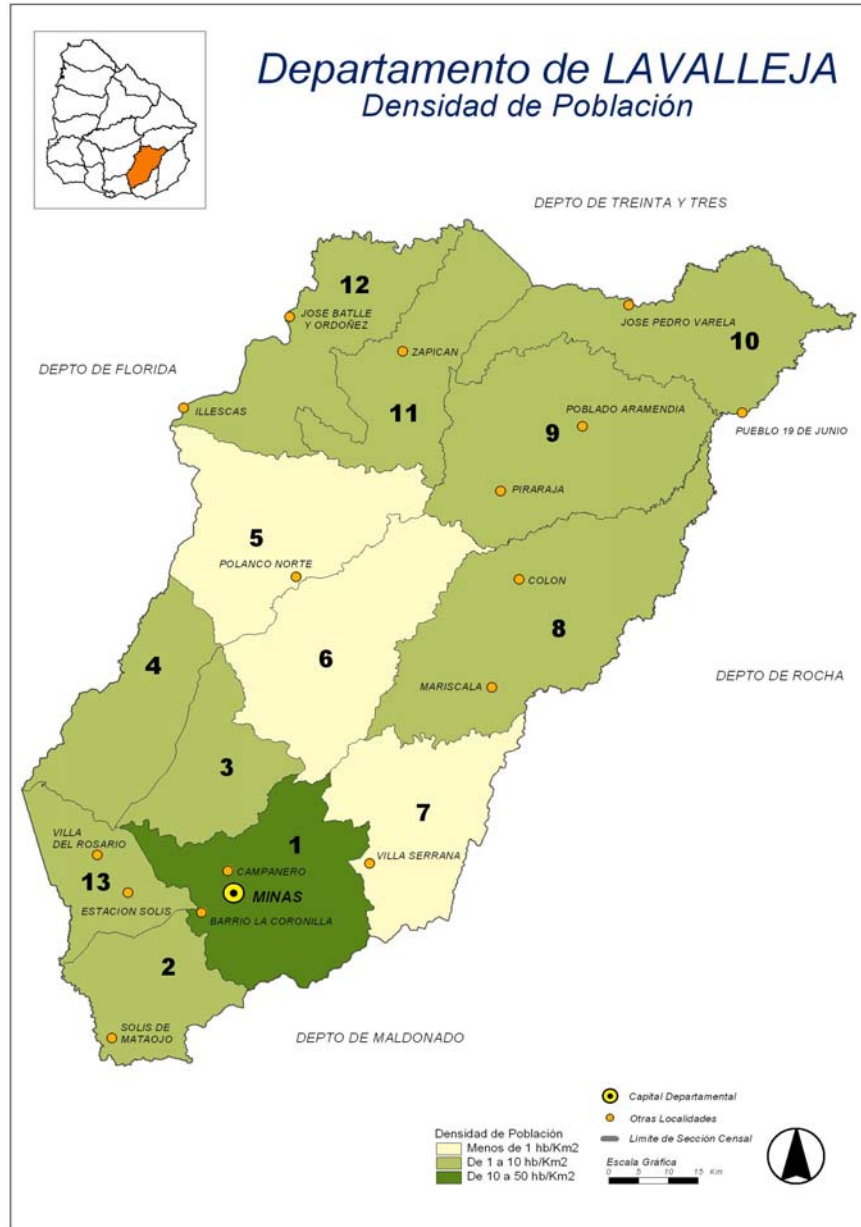 Departamento de LAVALLEJA
Densidad de Población
DEPTO DE TREINTA Y TRES
12
JOSE BATLLE
Y ORDOÑEZ
JOSE PEDRO VARELA
10
ZAPICAN
DEPTO DE FLORIDA
ILLESCAS
11
POBLADO ARAMENDIA
9
PUEBLO 19 DE JUNIO
PIRARAJA
5
POLANCO NORTE
COLON
8
6
4
MARISCALA
DEPTO DE ROCHA
3
7
1
VILLA
DEL ROSARIO
VILLA SERRANA
CAMPANERO
13
MINAS
ESTACION SOLIS
BARRIO LA CORONILLA
2
SOLIS DE
MATAOJO
DEPTO DE MALDONADO
Capital Departamental
Otras Localidades
Limite de Sección Censal
Densidad de Población
Menos de 1 hb/Km2
De 1 a 10 hb/Km2
De 10 a 50 hb/Km2
Escala Gráfica
0 5 10 15 Km